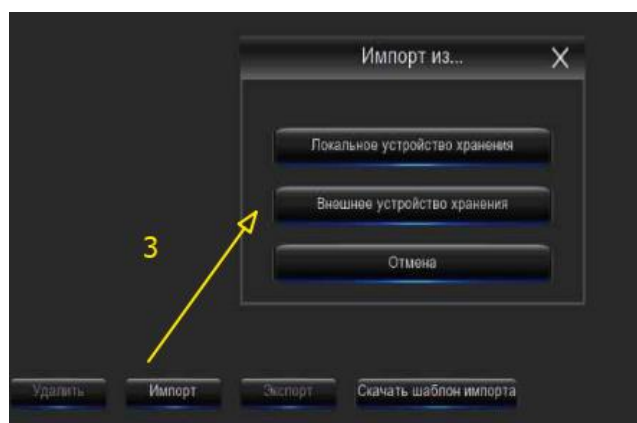 Импорт из... X
Локальное устройство хранения
Внешнее устройство хранения
3
Отмена
Удалить Импорт Экспорт Скачать шаблон импорта